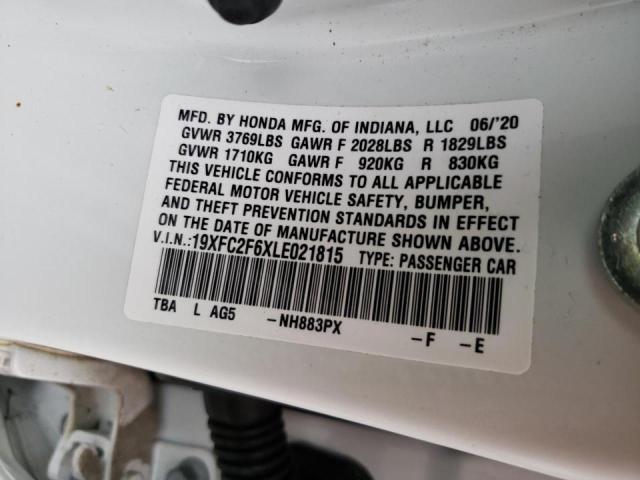 MFD. BY HONDA MFG. OF INDIANA, LLC 06/'20
GVWR 3769LBS GAWR F 2028LBS R 1829LBS
GVWR 1710KG GAWR F 920KG R 830KG
THIS VEHICLE CONFORMS TO ALL APPLICABLE
FEDERAL MOTOR VEHICLE SAFETY, BUMPER,
AND THEFT PREVENTION STANDARDS IN EFFECT
ON THE DATE OF MANUFACTURE SHOWN ABOVE.
V.I.N.:19XFC2F6XLE021815 TYPE: PASSENGER CAR
TBA L AG5 -NH883PX -F -E